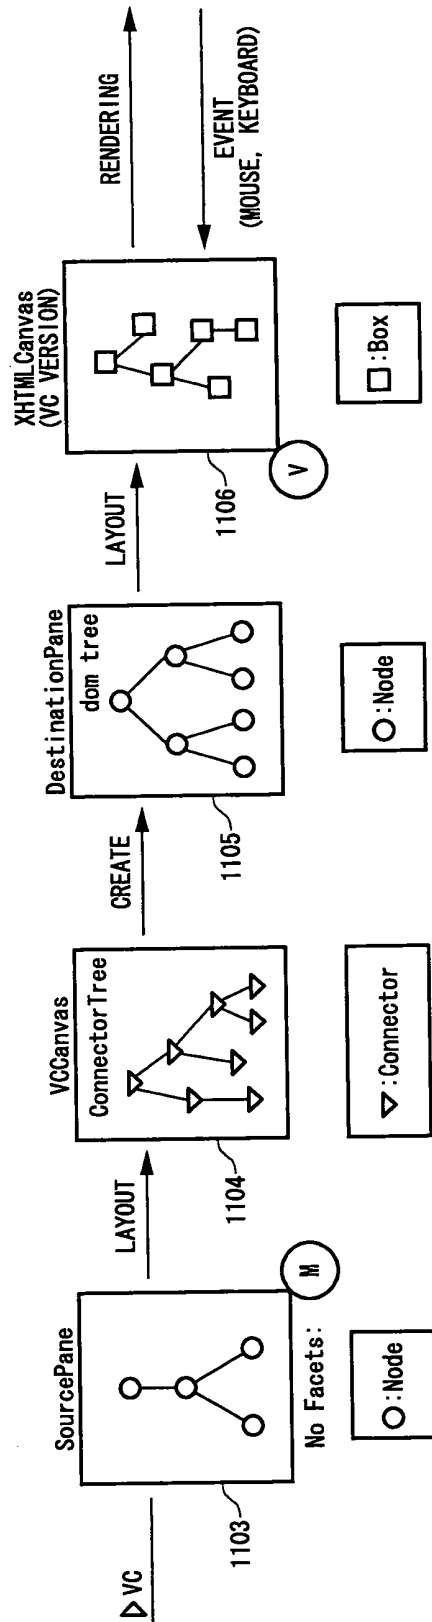 VC
SourcePane
1103
M
No Facets:
:Node
LAYOUT
VCCanvas
ConnectorTree
1104
:Connector
CREATE
DestinationPane
dom tree
1105
:Node
LAYOUT
XHTMLCanvas
(VC VERSION)
1106
V
:Box
RENDERING
EVENT
(MOUSE, KEYBOARD)